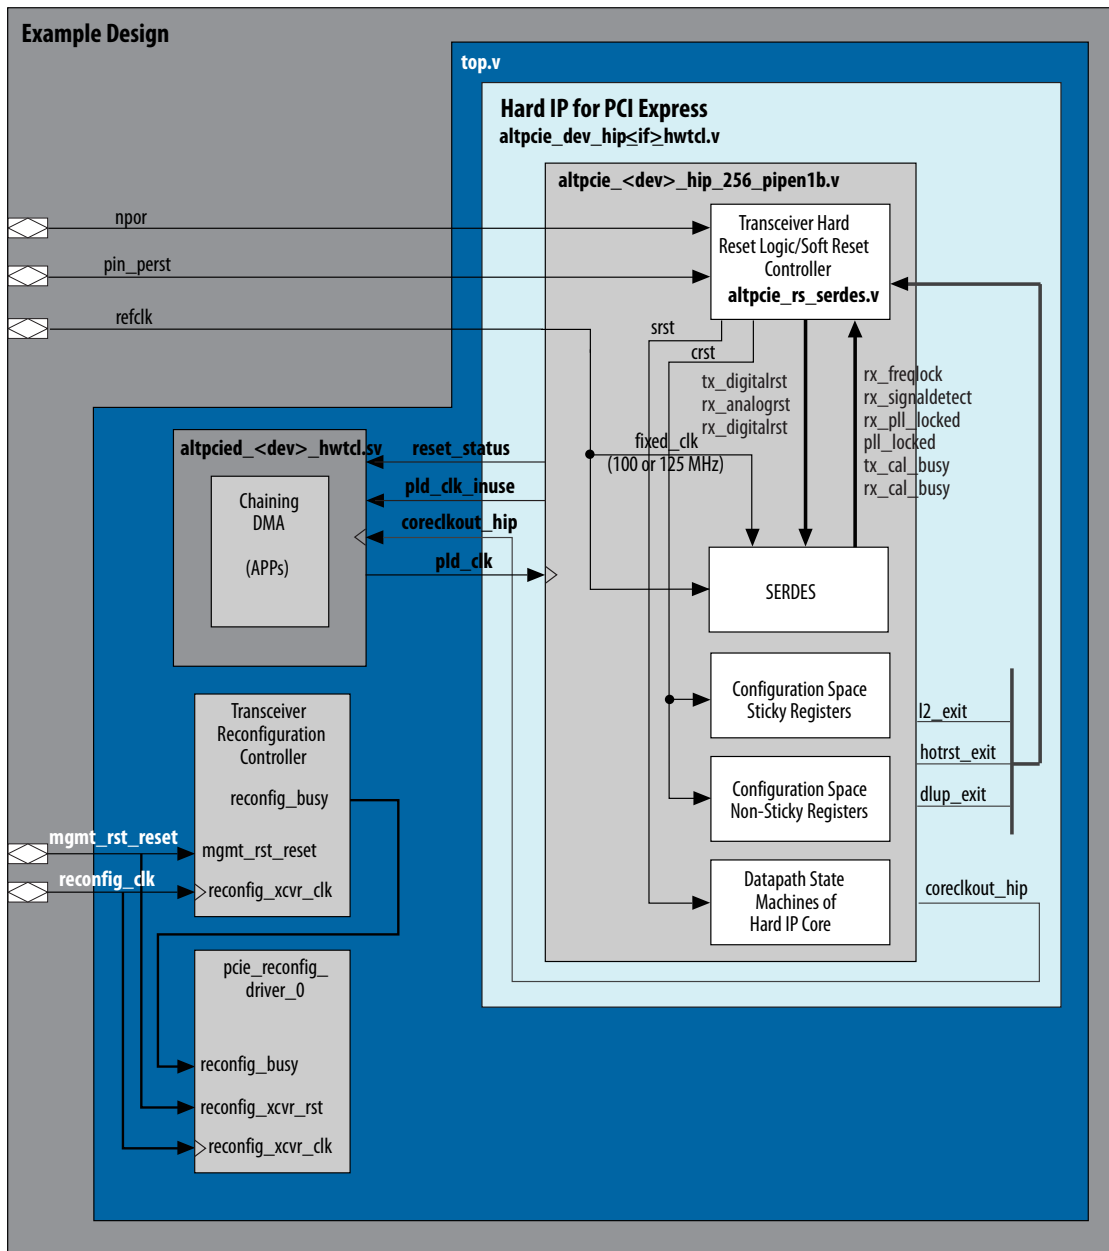 Example Design
top.v
Hard IP for PCI Express
altpcie_dev_hip<if>hwtcl.v
altpcie_<dev>_hip_256_pipen1b.v
npor
pin_perst
refclk
Transceiver Hard
Reset Logic/Soft Reset
Controller
altpcie_rs_serdes.v
srst
crst
tx_digitalrst
rx_analogrst
rx_digitalrst
rx_freqlock
rx_signaldetect
rx_pll_locked
pll_locked
tx_cal_busy
rx_cal_busy
fixed_clk
(100 or 125 MHz)
altpcied_<dev>_hwtcl.sv
Chaining
DMA
(APPs)
reset_status
pld_clk_inuse
coreclkout_hip
pld_clk
SERDES
Configuration Space
Sticky Registers
Configuration Space
Non-Sticky Registers
Datapath State
Machines of
Hard IP Core
l2_exit
hotrst_exit
dlup_exit
coreclkout_hip
Transceiver
Reconfiguration
Controller
reconfig_busy
mgmt_rst_reset
reconfig_xcvr_clk
mgmt_rst_reset
reconfig_clk
pcie_reconfig_
driver_0
reconfig_busy
reconfig_xcvr_rst
reconfig_xcvr_clk